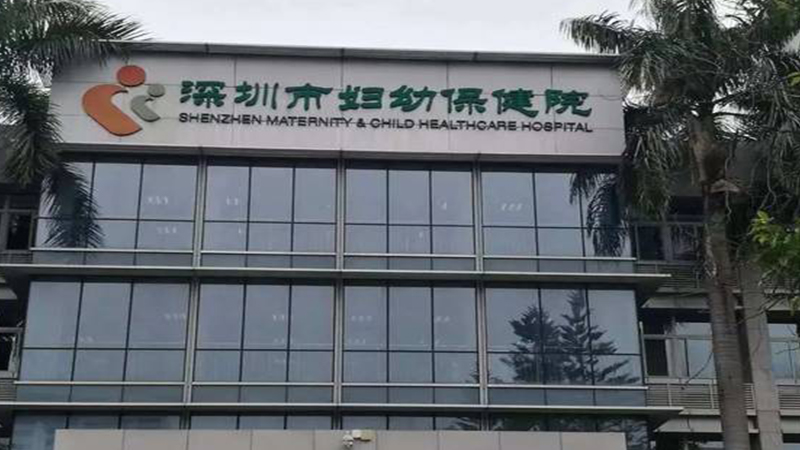 深圳市妇幼保健院
SHENZHEN MATERNITY & CHILD HEALTHCARE HOSPITAL